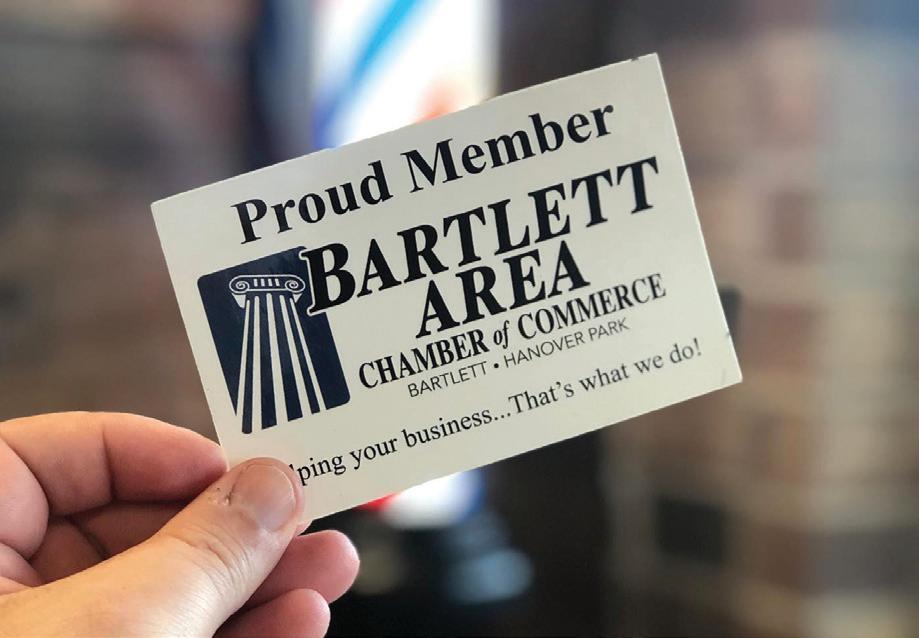 Proud Member
BARTLETT
AREA
CHAMBER of COMMERCE
BARTLETT • HANOVER PARK
your business...That's what we do!